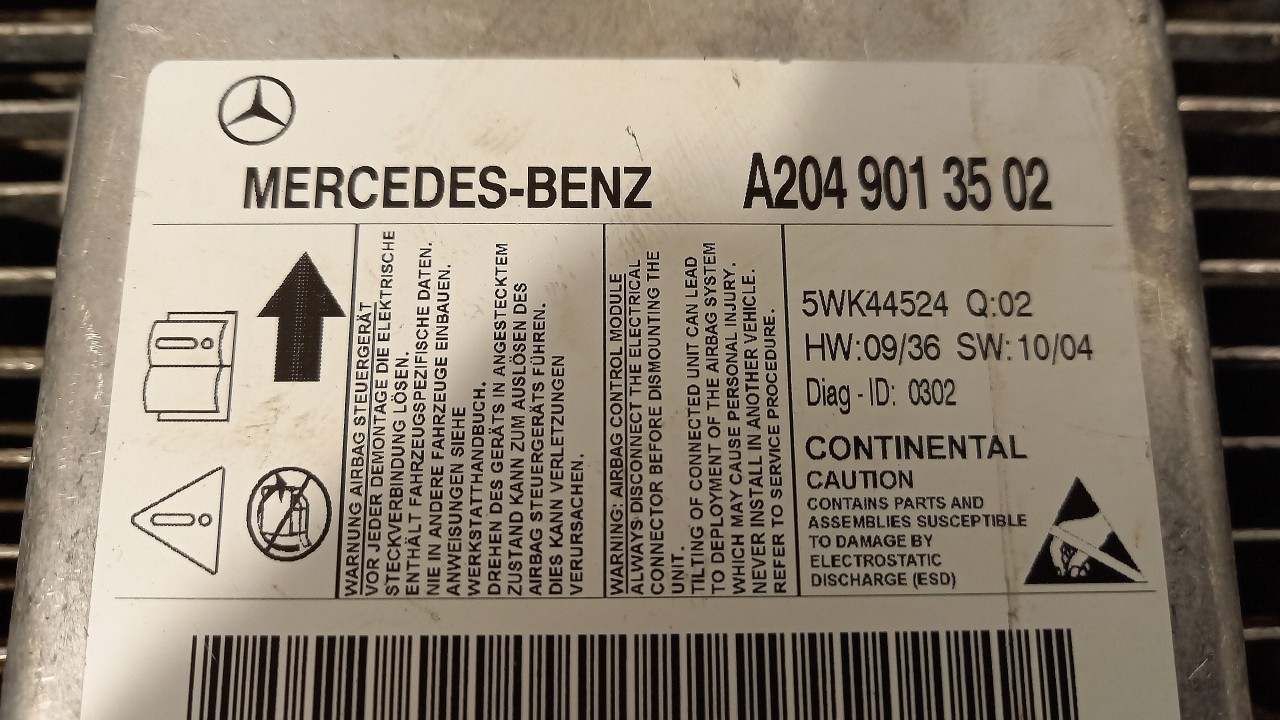 MERCEDES-BENZ
A204 901 35 02
WARNUNG AIRBAG STEUERGERÄT
VOR JEDER DEMONTAGE DIE ELEKTRISCHE
STECKVERBINDUNG LÖSEN.
ENTHÄLT FAHRZEUGSPEZIFISCHE DATEN.
NIE IN ANDERE FAHRZEUGE EINBAUEN.
ANWEISUNGEN SIEHE
WERKSTATTHANDBUCH.
DREHEN DES GERÄTS IN ANGESTECKTEM
ZUSTAND KANN ZUM AUSLÖSEN DES
AIRBAG STEUERGERÄTS FÜHREN.
DIES KANN VERLETZUNGEN
VERURSACHEN.
WARNING: AIRBAG CONTROL MODULE
ALWAYS DISCONNECT THE ELECTRICAL
CONNECTOR BEFORE DISMOUNTING THE
UNIT.
TILTING OF CONNECTED UNIT CAN LEAD
TO DEPLOYMENT OF THE AIRBAG SYSTEM
WHICH MAY CAUSE PERSONAL INJURY.
NEVER INSTALL IN ANOTHER VEHICLE.
REFER TO SERVICE PROCEDURE.
5WK44524 Q:02
HW:09/36 SW:10/04
Diag-ID: 0302
CONTINENTAL
CAUTION
CONTAINS PARTS AND
ASSEMBLIES SUSCEPTIBLE
TO DAMAGE BY
ELECTROSTATIC
DISCHARGE (ESD)